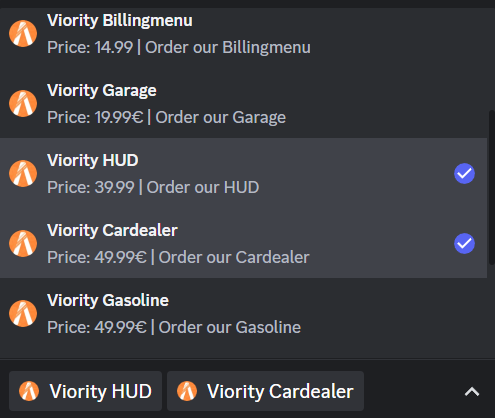 Viority Billingmenu
Price: 14.99 | Order our Billingmenu
Viority Garage
Price: 19.99€ | Order our Garage
Viority HUD
Price: 39.99 | Order our HUD
Viority Cardealer
Price: 49.99€ | Order our Cardealer
Viority Gasoline
Price: 49.99€ | Order our Gasoline
Viority HUD Viority Cardealer